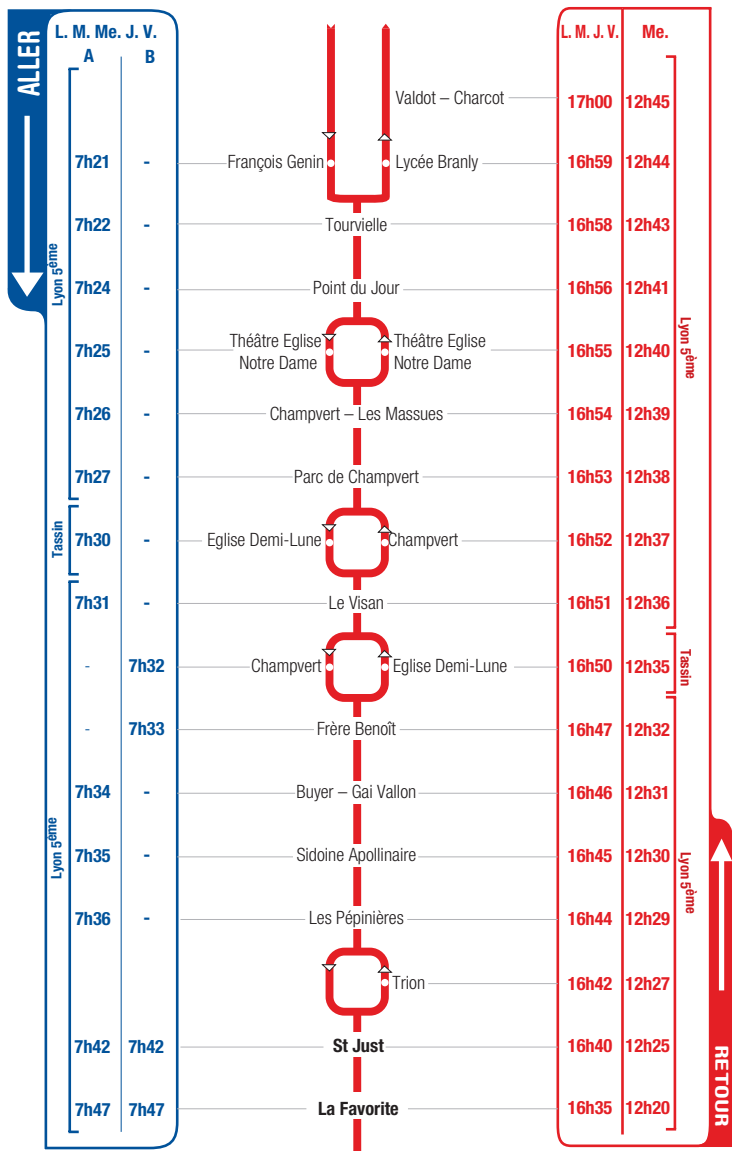 ALLER
L. M. Me. J. V.
A B
L. M. J. V. Me.
Valdot – Charcot 17h00 12h45
7h21 - François Genin Lycée Branly 16h59 12h44
7h22 - Tourvielle 16h58 12h43
Lyon 5ème
7h24 - Point du Jour 16h56 12h41
7h25 - Théâtre Eglise Notre Dame Théâtre Eglise Notre Dame 16h55 12h40
Lyon 5ème
7h26 - Champvert – Les Massues 16h54 12h39
7h27 - Parc de Champvert 16h53 12h38
Tassin
7h30 - Eglise Demi-Lune Champvert 16h52 12h37
7h31 - Le Visan 16h51 12h36
- 7h32 Champvert Eglise Demi-Lune 16h50 12h35
Tassin
- 7h33 Frère Benoît 16h47 12h32
7h34 - Buyer – Gai Vallon 16h46 12h31
Lyon 5ème
7h35 - Sidoine Apollinaire 16h45 12h30
Lyon 5ème
7h36 - Les Pépinières 16h44 12h29
Trion 16h42 12h27
7h42 7h42 St Just 16h40 12h25
7h47 7h47 La Favorite 16h35 12h20
RETOUR